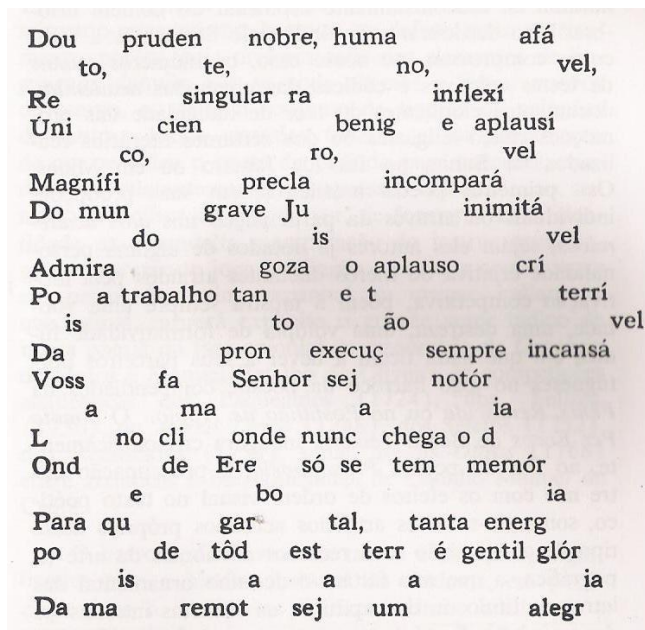 Dou pruden nobre, huma afá
to, te, no, vel,
Re singular ra inflexí
Úni cien benig e aplausí
co, ro, vel
Magnífi precla incompará
Do mun grave Ju inimitá
do is vel
Admira goza o aplauso crí
Po a trabalho tan e t terrí
is to ão vel
Da pron execuç sempre incansá
Voss fa Senhor sej notór
a ma a ia
L no cli onde nunc chega o d
Ond de Ere só se tem memór
e bo ia
Para qu gar tal, tanta energ
po de tôd est terr é gentil glór
is a a a ia
Da ma remot sej um alegr